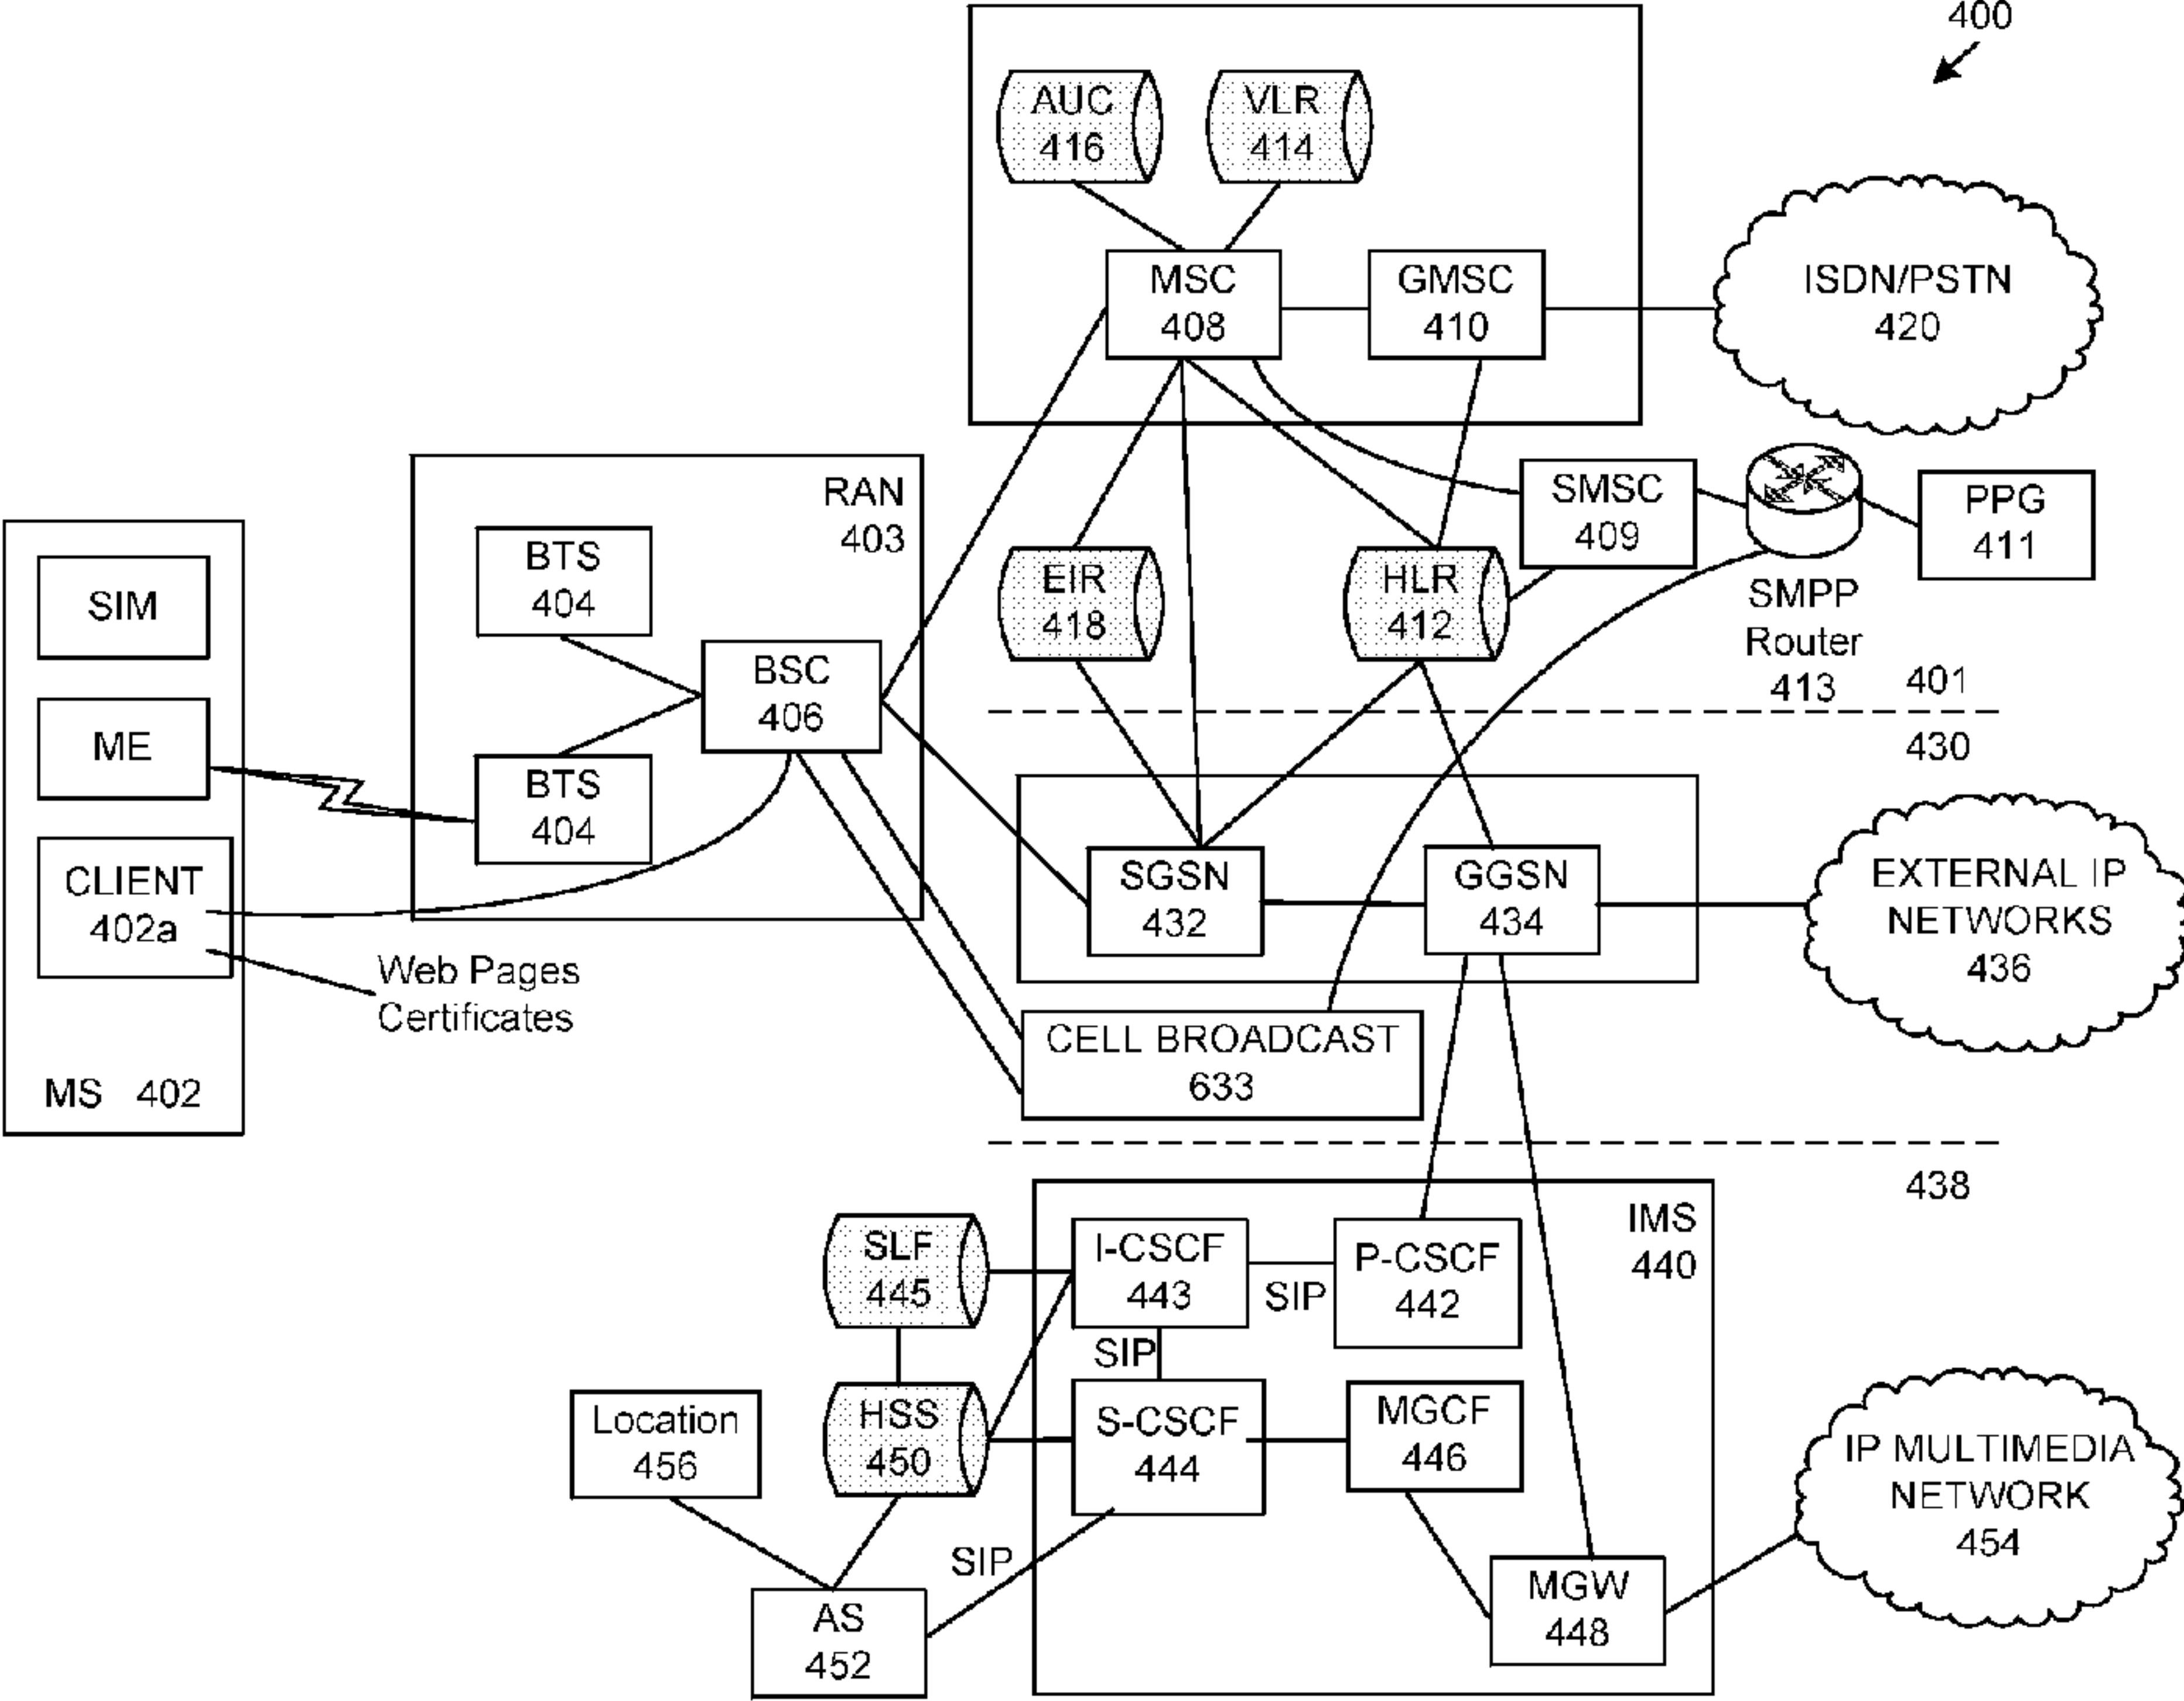 400
AUC
416
VLR
414
MSC
408
GMSC
410
ISDN/PSTN
420
RAN
403
BTS
404
BSC
406
BTS
404
SIM
ME
CLIENT
402a
MS 402
Web Pages
Certificates
EIR
418
HLR
412
SMSC
409
SMPP
Router
413
PPG
411
401
430
SGSN
432
GGSN
434
EXTERNAL IP
NETWORKS
436
CELL BROADCAST
633
438
IMS
440
SLF
445
I-CSCF
443
SIP
P-CSCF
442
SIP
Location
456
HSS
450
S-CSCF
444
MGCF
446
IP MULTIMEDIA
NETWORK
454
SIP
AS
452
MGW
448